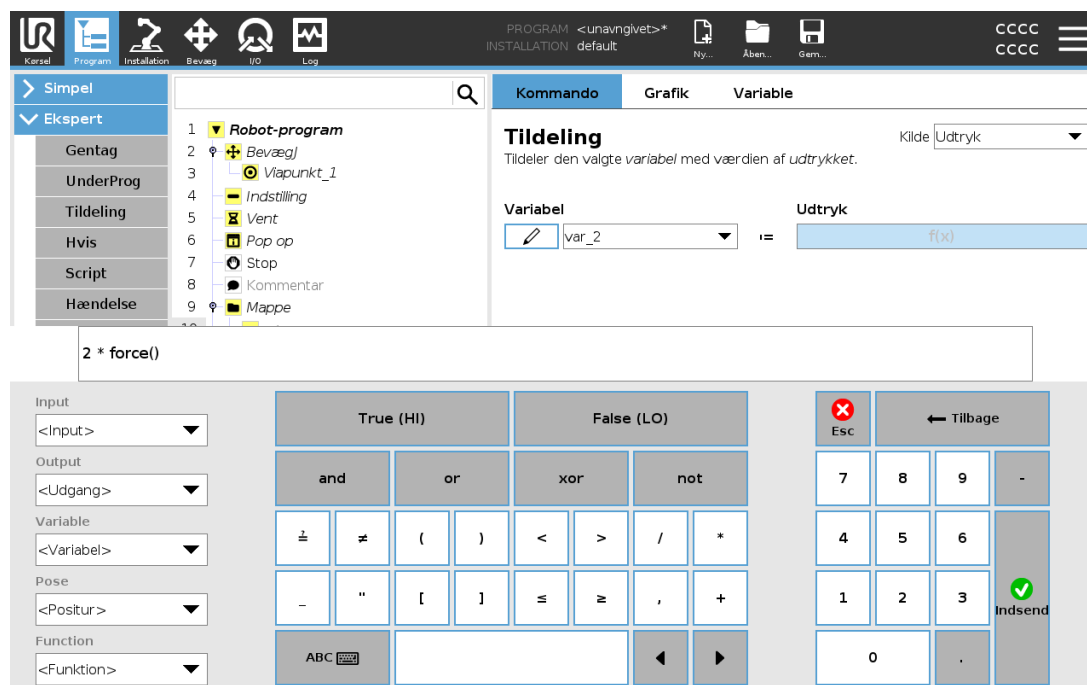 UR
PROGRAM <unavngivet>*
INSTALLATION default
CCCC
CCCC
Kørsel Program Installation Bevæg I/O Log Ny... Åben... Gem...
Simpel
Ekspert
Gentag
UnderProg
Tildeling
Hvis
Script
Hændelse
1 Robot-program
2 BevægJ
3 Viapunkt_1
4 Indstilling
5 Vent
6 Pop op
7 Stop
8 Kommentar
9 Mappe
Kommando Grafik Variable
Tildeling
Kilde Udtryk
Tildeler den valgte variabel med værdien af udtrykket.
Variabel Udtryk
var_2 := f(x)
2 * force()
Input
<Input>
Output
<Udgang>
Variable
<Variabel>
Pose
<Positur>
Function
<Funktion>
True (HI) False (LO)
and or xor not
≟ ≠ ( ) < > / *
_ " [ ] ≤ ≥ , +
ABC
Esc Tilbage
7 8 9 -
4 5 6
1 2 3 Indsend
0 .